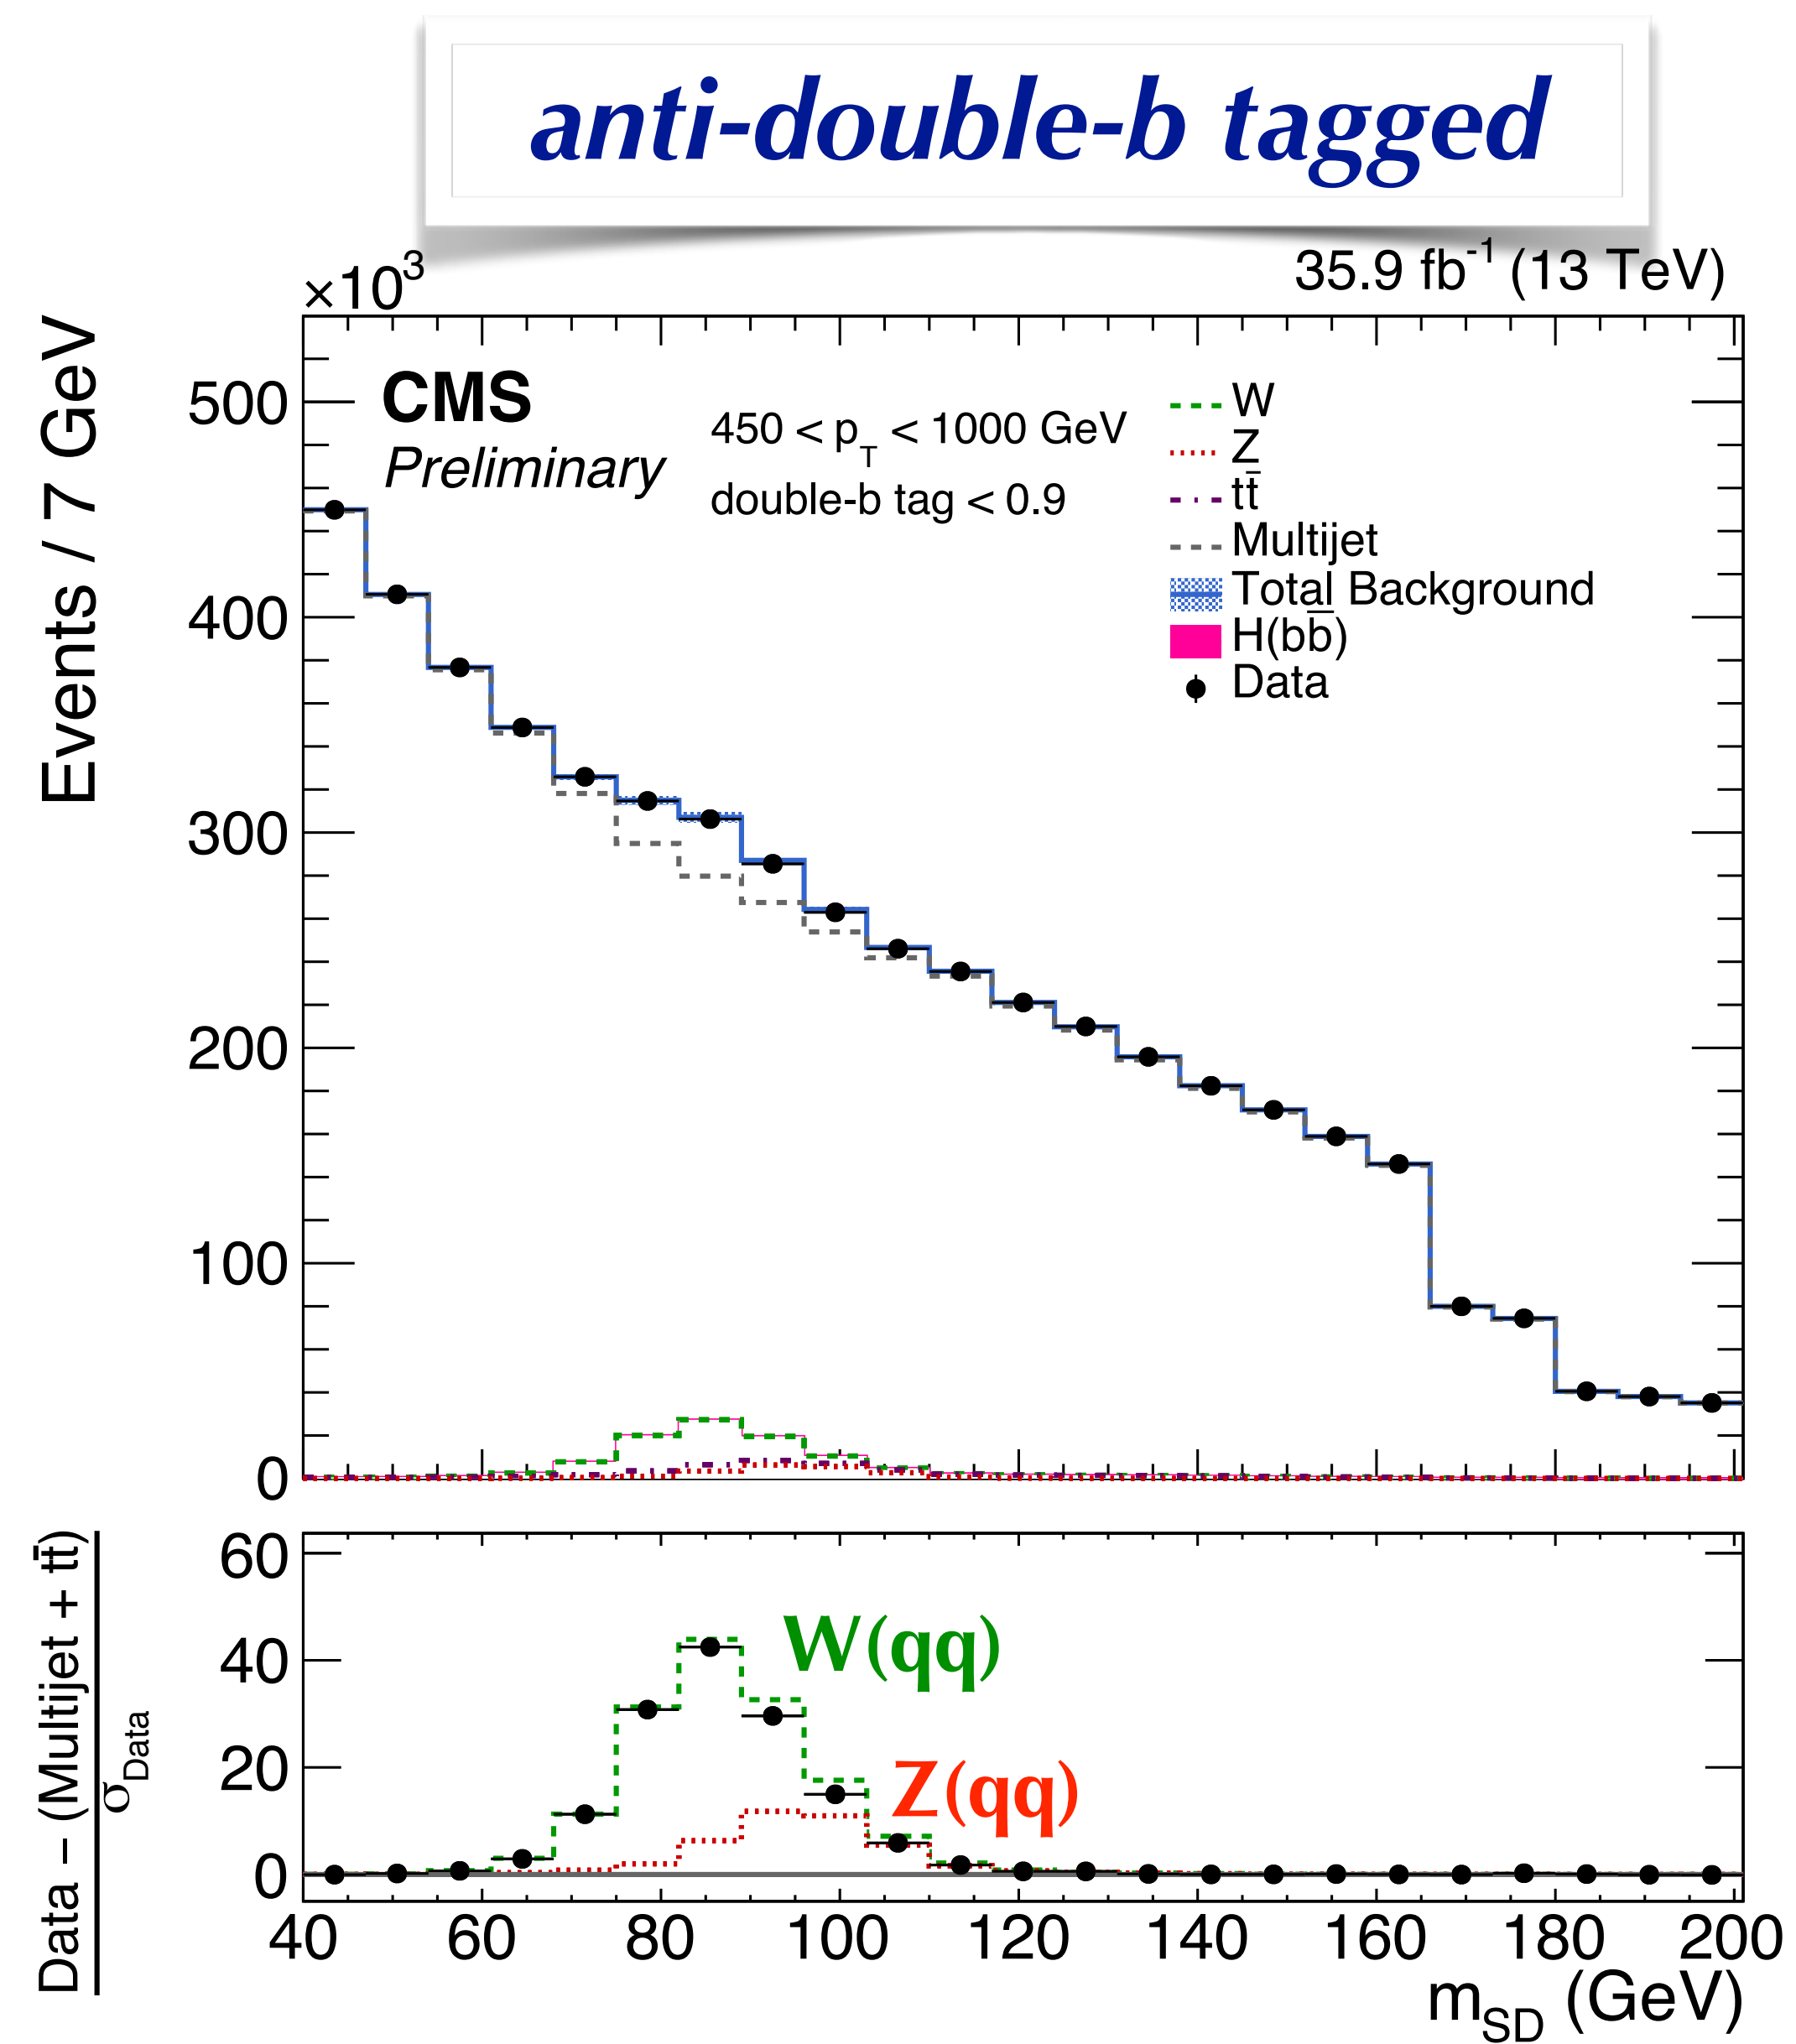 anti-double-b tagged
×10³
35.9 fb⁻¹ (13 TeV)
Events / 7 GeV
CMS
Preliminary
450 < p_T < 1000 GeV
double-b tag < 0.9
W
Z
tt̄
Multijet
Total Background
H(bb̄)
Data
500
400
300
200
100
0
Data − (Multijet + tt̄)
σ_Data
60
40
20
0
W(qq)
Z(qq)
40 60 80 100 120 140 160 180 200
m_SD (GeV)